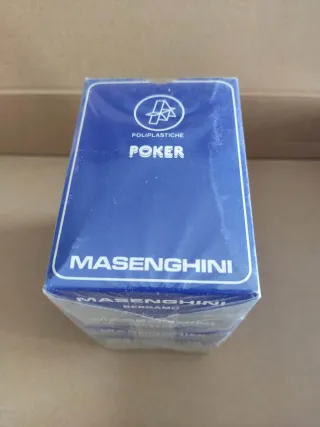 POLIPLASTICHE
POKER
MASENGHINI
MASENGHINI
BERGAMO